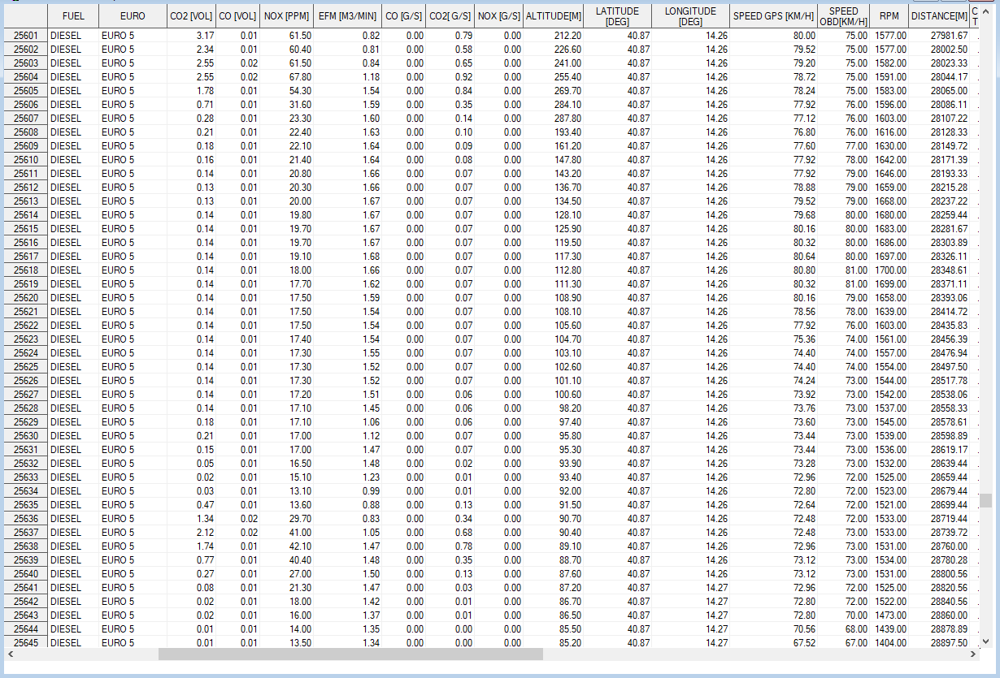 FUEL EURO CO2 [VOL] CO [VOL] NOX [PPM] EFM [M3/MIN] CO [G/S] CO2[ G/S] NOX [G/S] ALTITUDE[M] LATITUDE [DEG] LONGITUDE [DEG] SPEED GPS [KM/H] SPEED OBD[KM/H] RPM DISTANCE[M] C T
25601 DIESEL EURO 5 3.17 0.01 61.50 0.82 0.00 0.79 0.00 212.20 40.87 14.26 80.00 75.00 1577.00 27981.67
25602 DIESEL EURO 5 2.34 0.01 60.40 0.81 0.00 0.58 0.00 226.60 40.87 14.26 79.52 75.00 1577.00 28002.50
25603 DIESEL EURO 5 2.55 0.02 61.50 0.84 0.00 0.65 0.00 241.00 40.87 14.26 79.20 75.00 1582.00 28023.33
25604 DIESEL EURO 5 2.55 0.02 67.80 1.18 0.00 0.92 0.00 255.40 40.87 14.26 78.72 75.00 1591.00 28044.17
25605 DIESEL EURO 5 1.78 0.01 54.30 1.54 0.00 0.84 0.00 269.70 40.87 14.26 78.24 75.00 1583.00 28065.00
25606 DIESEL EURO 5 0.71 0.01 31.60 1.59 0.00 0.35 0.00 284.10 40.87 14.26 77.92 76.00 1596.00 28086.11
25607 DIESEL EURO 5 0.28 0.01 23.30 1.60 0.00 0.14 0.00 287.80 40.87 14.26 77.12 76.00 1603.00 28107.22
25608 DIESEL EURO 5 0.21 0.01 22.40 1.63 0.00 0.10 0.00 193.40 40.87 14.26 76.80 76.00 1616.00 28128.33
25609 DIESEL EURO 5 0.18 0.01 22.10 1.64 0.00 0.09 0.00 161.20 40.87 14.26 77.60 77.00 1630.00 28149.72
25610 DIESEL EURO 5 0.16 0.01 21.40 1.64 0.00 0.08 0.00 147.80 40.87 14.26 77.92 78.00 1642.00 28171.39
25611 DIESEL EURO 5 0.14 0.01 20.80 1.66 0.00 0.07 0.00 143.20 40.87 14.26 77.92 79.00 1646.00 28193.33
25612 DIESEL EURO 5 0.13 0.01 20.30 1.66 0.00 0.07 0.00 136.70 40.87 14.26 78.88 79.00 1659.00 28215.28
25613 DIESEL EURO 5 0.13 0.01 20.00 1.67 0.00 0.07 0.00 134.50 40.87 14.26 79.52 79.00 1668.00 28237.22
25614 DIESEL EURO 5 0.14 0.01 19.80 1.67 0.00 0.07 0.00 128.10 40.87 14.26 79.68 80.00 1680.00 28259.44
25615 DIESEL EURO 5 0.14 0.01 19.70 1.67 0.00 0.07 0.00 125.90 40.87 14.26 80.16 80.00 1683.00 28281.67
25616 DIESEL EURO 5 0.14 0.01 19.70 1.67 0.00 0.07 0.00 119.50 40.87 14.26 80.32 80.00 1686.00 28303.89
25617 DIESEL EURO 5 0.14 0.01 19.10 1.68 0.00 0.07 0.00 117.30 40.87 14.26 80.64 80.00 1697.00 28326.11
25618 DIESEL EURO 5 0.14 0.01 18.00 1.66 0.00 0.07 0.00 112.80 40.87 14.26 80.80 81.00 1700.00 28348.61
25619 DIESEL EURO 5 0.14 0.01 17.70 1.62 0.00 0.07 0.00 111.30 40.87 14.26 80.32 81.00 1699.00 28371.11
25620 DIESEL EURO 5 0.14 0.01 17.50 1.59 0.00 0.07 0.00 108.90 40.87 14.26 80.16 79.00 1658.00 28393.06
25621 DIESEL EURO 5 0.14 0.01 17.50 1.54 0.00 0.07 0.00 108.10 40.87 14.26 78.56 78.00 1639.00 28414.72
25622 DIESEL EURO 5 0.14 0.01 17.50 1.54 0.00 0.07 0.00 105.60 40.87 14.26 77.92 76.00 1603.00 28435.83
25623 DIESEL EURO 5 0.14 0.01 17.40 1.54 0.00 0.07 0.00 104.70 40.87 14.26 75.36 74.00 1561.00 28456.39
25624 DIESEL EURO 5 0.14 0.01 17.30 1.55 0.00 0.07 0.00 103.10 40.87 14.26 74.40 74.00 1557.00 28476.94
25625 DIESEL EURO 5 0.14 0.01 17.30 1.52 0.00 0.07 0.00 102.60 40.87 14.26 74.40 74.00 1554.00 28497.50
25626 DIESEL EURO 5 0.14 0.01 17.30 1.52 0.00 0.07 0.00 101.10 40.87 14.26 74.24 73.00 1554.00 28517.78
25627 DIESEL EURO 5 0.14 0.01 17.20 1.51 0.00 0.06 0.00 100.60 40.87 14.26 73.92 73.00 1542.00 28538.06
25628 DIESEL EURO 5 0.14 0.01 17.10 1.45 0.00 0.06 0.00 98.20 40.87 14.26 73.76 73.00 1537.00 28558.33
25629 DIESEL EURO 5 0.18 0.01 17.10 1.06 0.00 0.06 0.00 97.40 40.87 14.26 73.60 73.00 1545.00 28578.61
25630 DIESEL EURO 5 0.21 0.01 17.00 1.12 0.00 0.07 0.00 95.80 40.87 14.26 73.44 73.00 1539.00 28598.89
25631 DIESEL EURO 5 0.15 0.01 17.00 1.47 0.00 0.07 0.00 95.30 40.87 14.26 73.44 73.00 1536.00 28619.17
25632 DIESEL EURO 5 0.05 0.01 16.50 1.48 0.00 0.02 0.00 93.90 40.87 14.26 73.28 73.00 1532.00 28639.44
25633 DIESEL EURO 5 0.02 0.01 15.10 1.23 0.00 0.01 0.00 93.40 40.87 14.26 72.96 72.00 1525.00 28659.44
25634 DIESEL EURO 5 0.03 0.01 13.10 0.99 0.00 0.01 0.00 92.00 40.87 14.26 72.80 72.00 1523.00 28679.44
25635 DIESEL EURO 5 0.47 0.01 13.60 0.88 0.00 0.13 0.00 91.50 40.87 14.26 72.64 72.00 1521.00 28699.44
25636 DIESEL EURO 5 1.34 0.02 29.70 0.83 0.00 0.34 0.00 90.70 40.87 14.26 72.48 72.00 1533.00 28719.44
25637 DIESEL EURO 5 2.12 0.02 41.00 1.05 0.00 0.68 0.00 90.40 40.87 14.26 72.48 73.00 1533.00 28739.72
25638 DIESEL EURO 5 1.74 0.01 42.10 1.47 0.00 0.78 0.00 89.10 40.87 14.26 72.96 73.00 1531.00 28760.00
25639 DIESEL EURO 5 0.77 0.01 40.40 1.48 0.00 0.35 0.00 88.70 40.87 14.26 73.12 73.00 1534.00 28780.28
25640 DIESEL EURO 5 0.27 0.01 27.00 1.50 0.00 0.13 0.00 87.60 40.87 14.26 73.12 73.00 1531.00 28800.56
25641 DIESEL EURO 5 0.08 0.01 21.30 1.47 0.00 0.03 0.00 87.20 40.87 14.27 72.96 72.00 1525.00 28820.56
25642 DIESEL EURO 5 0.02 0.01 18.00 1.42 0.00 0.01 0.00 86.70 40.87 14.27 72.80 72.00 1522.00 28840.56
25643 DIESEL EURO 5 0.02 0.01 16.00 1.37 0.00 0.01 0.00 86.50 40.87 14.27 72.80 70.00 1473.00 28860.00
25644 DIESEL EURO 5 0.01 0.01 14.00 1.35 0.00 0.00 0.00 85.50 40.87 14.27 70.56 68.00 1439.00 28878.89
25645 DIESEL EURO 5 0.01 0.01 13.50 1.34 0.00 0.00 0.00 85.20 40.87 14.27 67.52 67.00 1404.00 28897.50